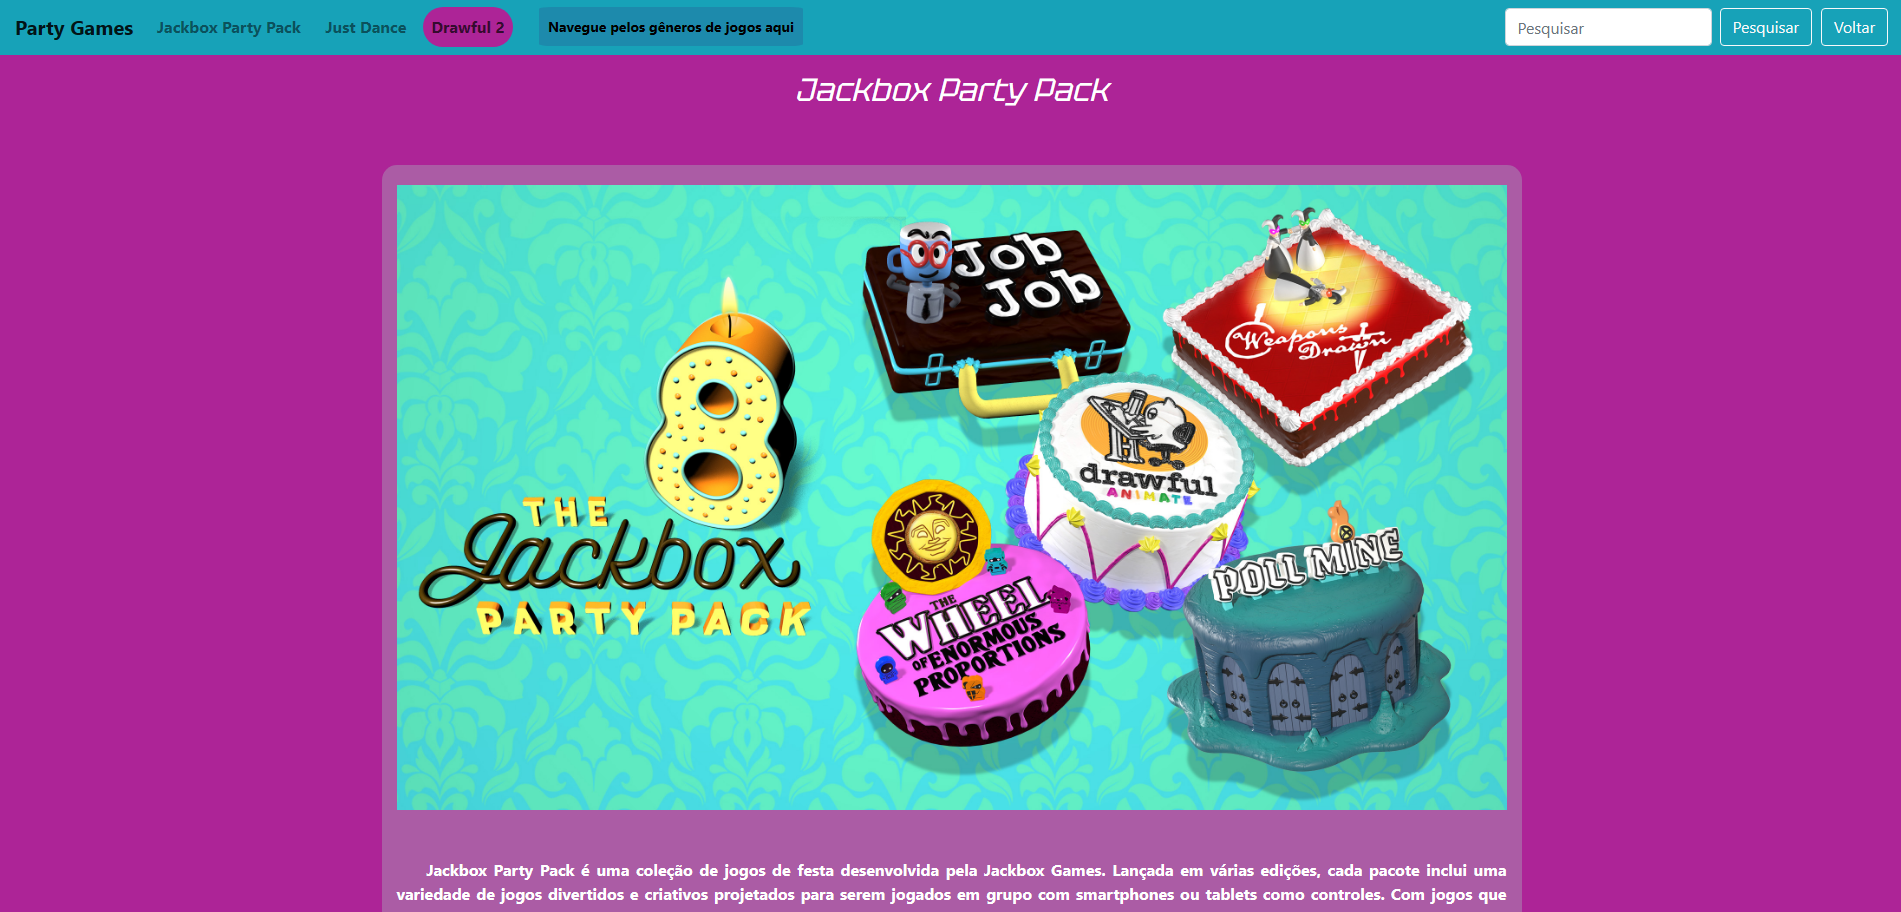 Party Games Jackbox Party Pack Just Dance Drawful 2 Navegue pelos gêneros de jogos aqui Pesquisar Pesquisar Voltar
Jackbox Party Pack
8
THE
Jackbox
PARTY PACK
Job
Job
Weapons
Drawn
drawful
ANIMATE
THE
WHEEL
OF ENORMOUS
PROPORTIONS
POLL MINE
Jackbox Party Pack é uma coleção de jogos de festa desenvolvida pela Jackbox Games. Lançada em várias edições, cada pacote inclui uma
variedade de jogos divertidos e criativos projetados para serem jogados em grupo com smartphones ou tablets como controles. Com jogos que